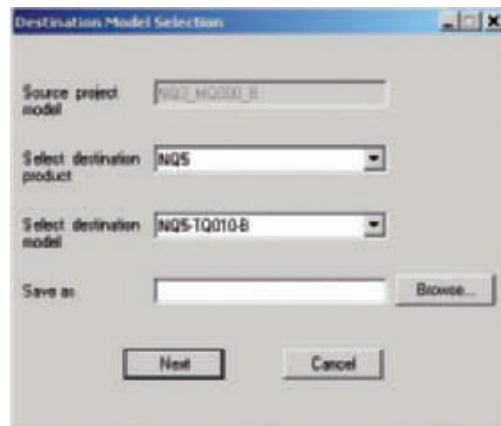 Destination Model Selection
Source project model
NQ3_MQ000_B
Select destination product
NQ5
Select destination model
NQ5-TQ010-B
Save as
Browse...
Next
Cancel